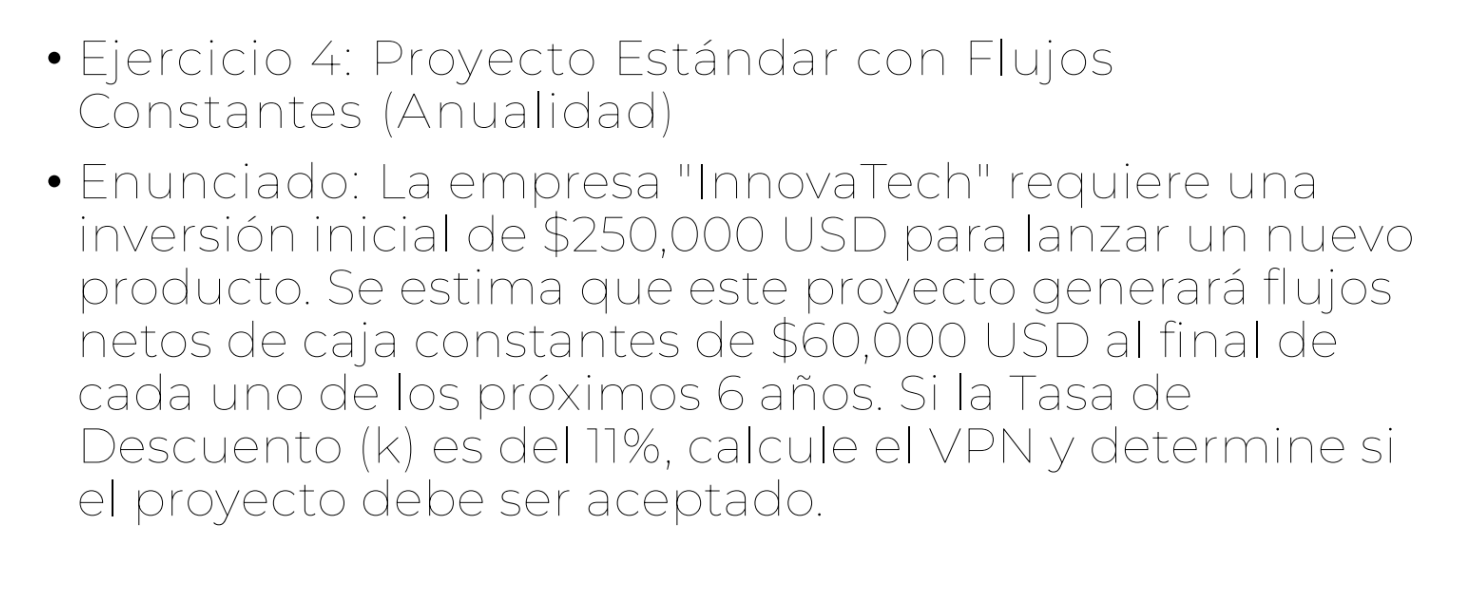 • Ejercicio 4: Proyecto Estándar con Flujos
Constantes (Anualidad)
• Enunciado: La empresa "InnovaTech" requiere una
inversión inicial de $250,000 USD para lanzar un nuevo
producto. Se estima que este proyecto generará flujos
netos de caja constantes de $60,000 USD al final de
cada uno de los próximos 6 años. Si la Tasa de
Descuento (k) es del 11%, calcule el VPN y determine si
el proyecto debe ser aceptado.